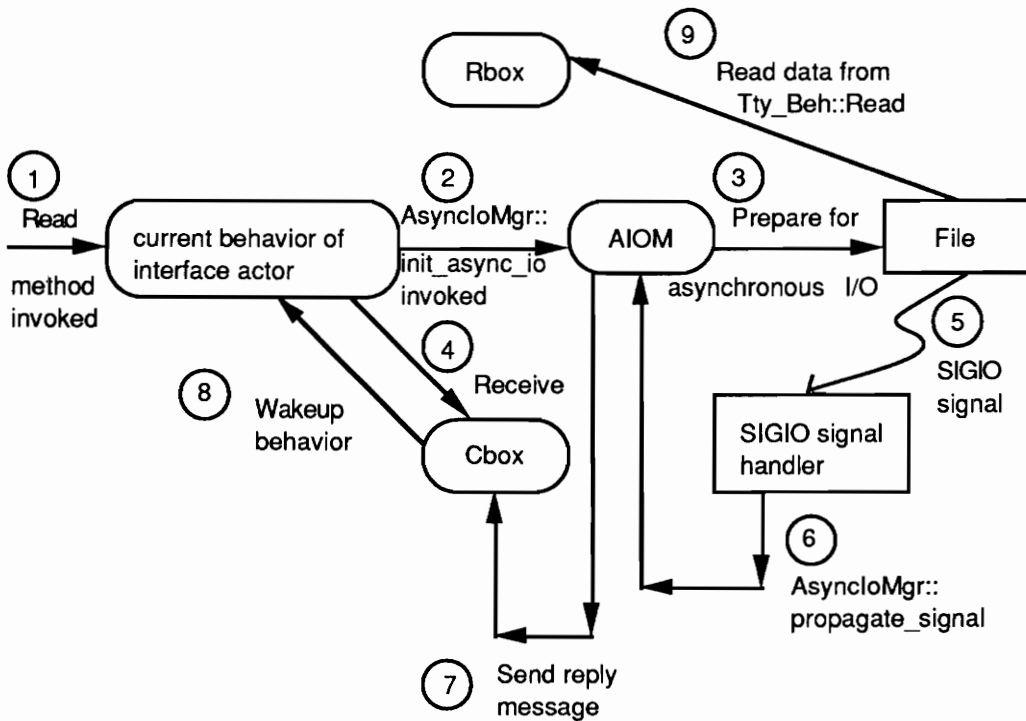 9
Rbox
Read data from
Tty_Beh::Read
1
Read
method
invoked
current behavior of
interface actor
2
AsyncIoMgr::
init_async_io
invoked
AIOM
3
Prepare for
asynchronous I/O
File
4
Receive
5
SIGIO
signal
8
Wakeup
behavior
Cbox
SIGIO signal
handler
6
AsyncIoMgr::
propagate_signal
7
Send reply
message